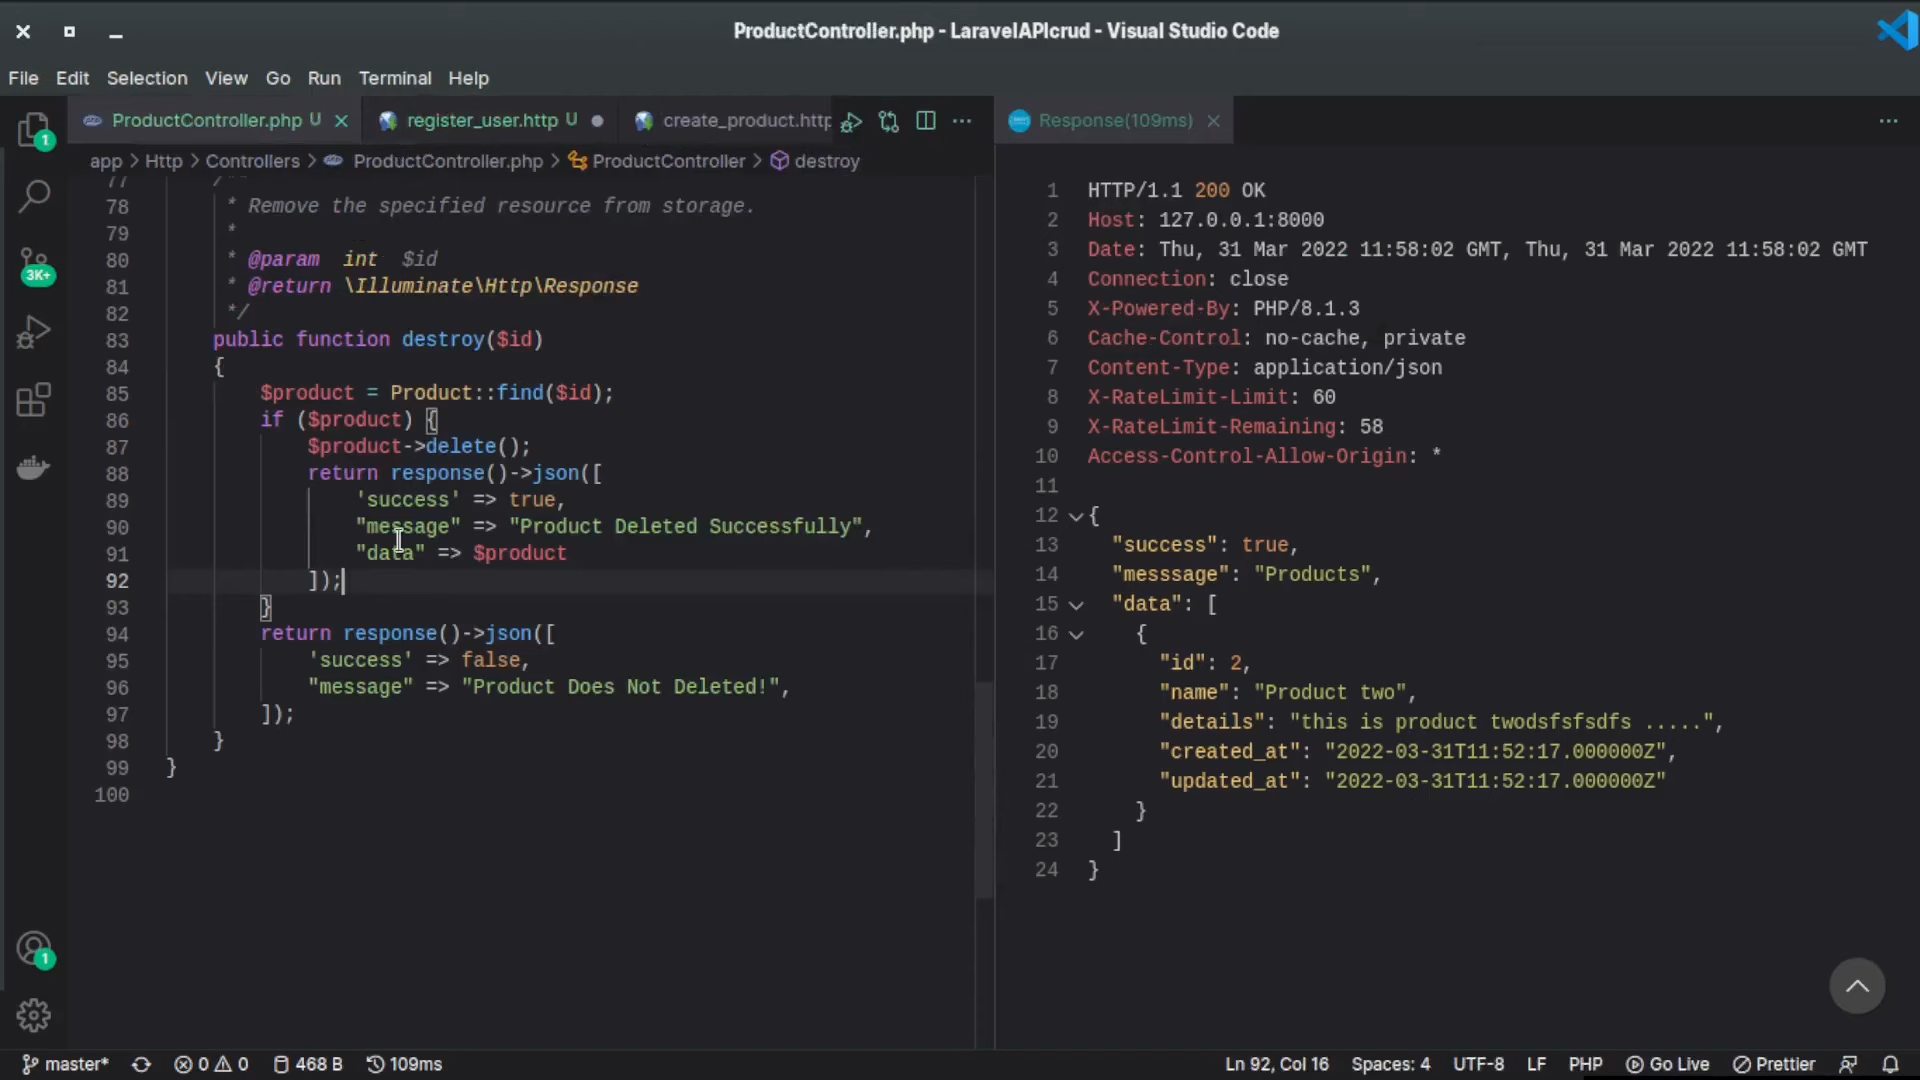 ProductController.php - LaravelAPIcrud - Visual Studio Code
File Edit Selection View Go Run Terminal Help
ProductController.php U
register_user.http U
create_product.http
Response(109ms)
app > Http > Controllers > ProductController.php > ProductController > destroy
77 /**
78 * Remove the specified resource from storage.
79 *
80 * @param int $id
81 * @return \Illuminate\Http\Response
82 */
83 public function destroy($id)
84 {
85 $product = Product::find($id);
86 if ($product) {
87 $product->delete();
88 return response()->json([
89 'success' => true,
90 "message" => "Product Deleted Successfully",
91 "data" => $product
92 ]);
93 }
94 return response()->json([
95 'success' => false,
96 "message" => "Product Does Not Deleted!",
97 ]);
98 }
99 }
100
1 HTTP/1.1 200 OK
2 Host: 127.0.0.1:8000
3 Date: Thu, 31 Mar 2022 11:58:02 GMT, Thu, 31 Mar 2022 11:58:02 GMT
4 Connection: close
5 X-Powered-By: PHP/8.1.3
6 Cache-Control: no-cache, private
7 Content-Type: application/json
8 X-RateLimit-Limit: 60
9 X-RateLimit-Remaining: 58
10 Access-Control-Allow-Origin: *
11
12 {
13 "success": true,
14 "messsage": "Products",
15 "data": [
16 {
17 "id": 2,
18 "name": "Product two",
19 "details": "this is product twodsfsfsdfs .....",
20 "created_at": "2022-03-31T11:52:17.000000Z",
21 "updated_at": "2022-03-31T11:52:17.000000Z"
22 }
23 ]
24 }
1
3K+
1
master* 0 0 468 B 109ms
Ln 92, Col 16 Spaces: 4 UTF-8 LF PHP Go Live Prettier